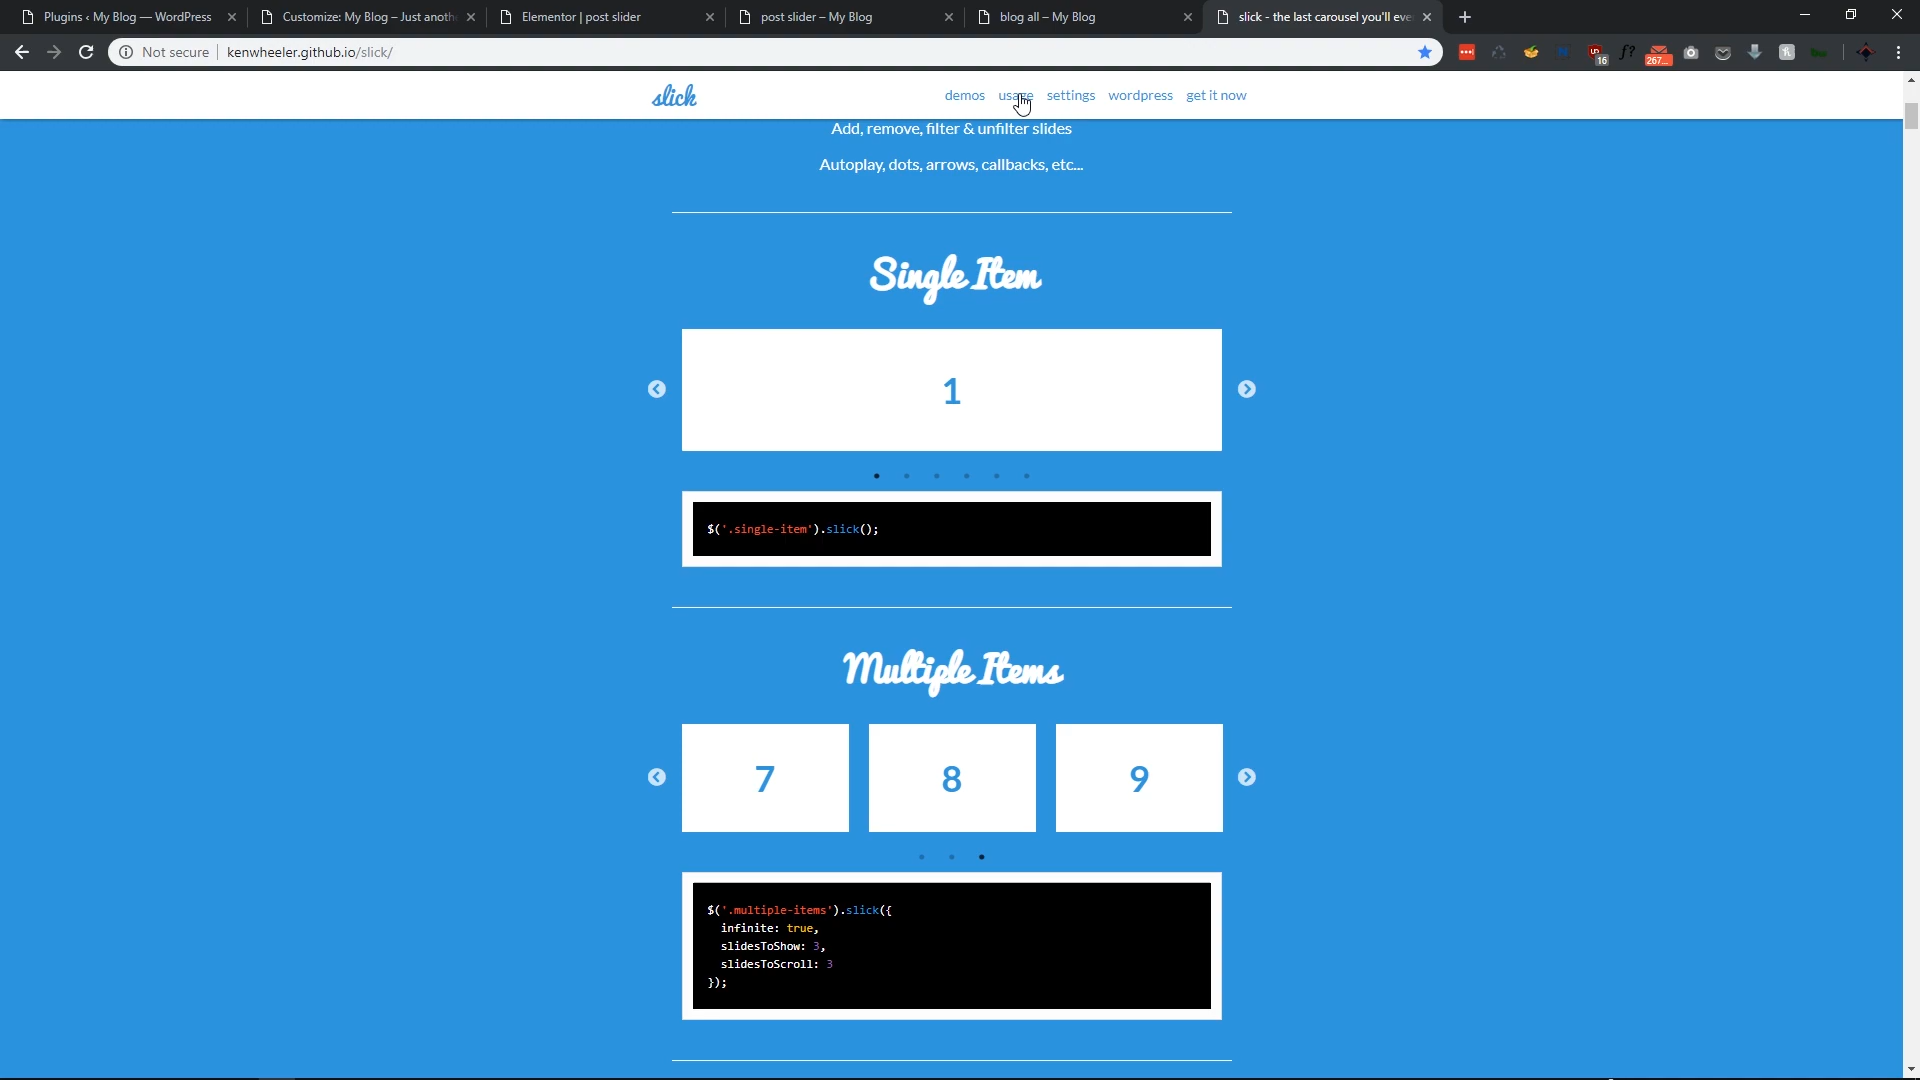 Plugins ‹ My Blog — WordPress
Customize: My Blog – Just anoth
Elementor | post slider
post slider – My Blog
blog all – My Blog
slick - the last carousel you'll eve
Not secure
kenwheeler.github.io/slick/
16
f?
267...
slick
demos usage settings wordpress get it now
Add, remove, filter & unfilter slides
Autoplay, dots, arrows, callbacks, etc...
Single Item
1
$('.single-item').slick();
Multiple Items
7 8 9
$('.multiple-items').slick({
infinite: true,
slidesToShow: 3,
slidesToScroll: 3
});